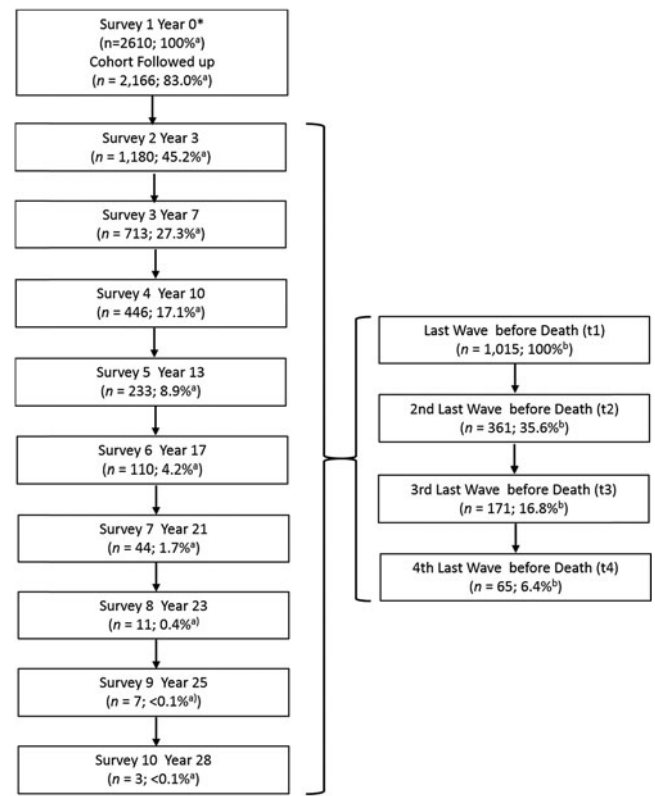 Survey 1 Year 0*
(n=2610; 100%ᵃ)
Cohort Followed up
(n = 2,166; 83.0%ᵃ)
Survey 2 Year 3
(n = 1,180; 45.2%ᵃ)
Survey 3 Year 7
(n = 713; 27.3%ᵃ)
Survey 4 Year 10
(n = 446; 17.1%ᵃ)
Survey 5 Year 13
(n = 233; 8.9%ᵃ)
Survey 6 Year 17
(n = 110; 4.2%ᵃ)
Survey 7 Year 21
(n = 44; 1.7%ᵃ)
Survey 8 Year 23
(n = 11; 0.4%ᵃ⁾)
Survey 9 Year 25
(n = 7; <0.1%ᵃ⁾)
Survey 10 Year 28
(n = 3; <0.1%ᵃ)
Last Wave before Death (t1)
(n = 1,015; 100%ᵇ)
2nd Last Wave before Death (t2)
(n = 361; 35.6%ᵇ)
3rd Last Wave before Death (t3)
(n = 171; 16.8%ᵇ)
4th Last Wave before Death (t4)
(n = 65; 6.4%ᵇ)